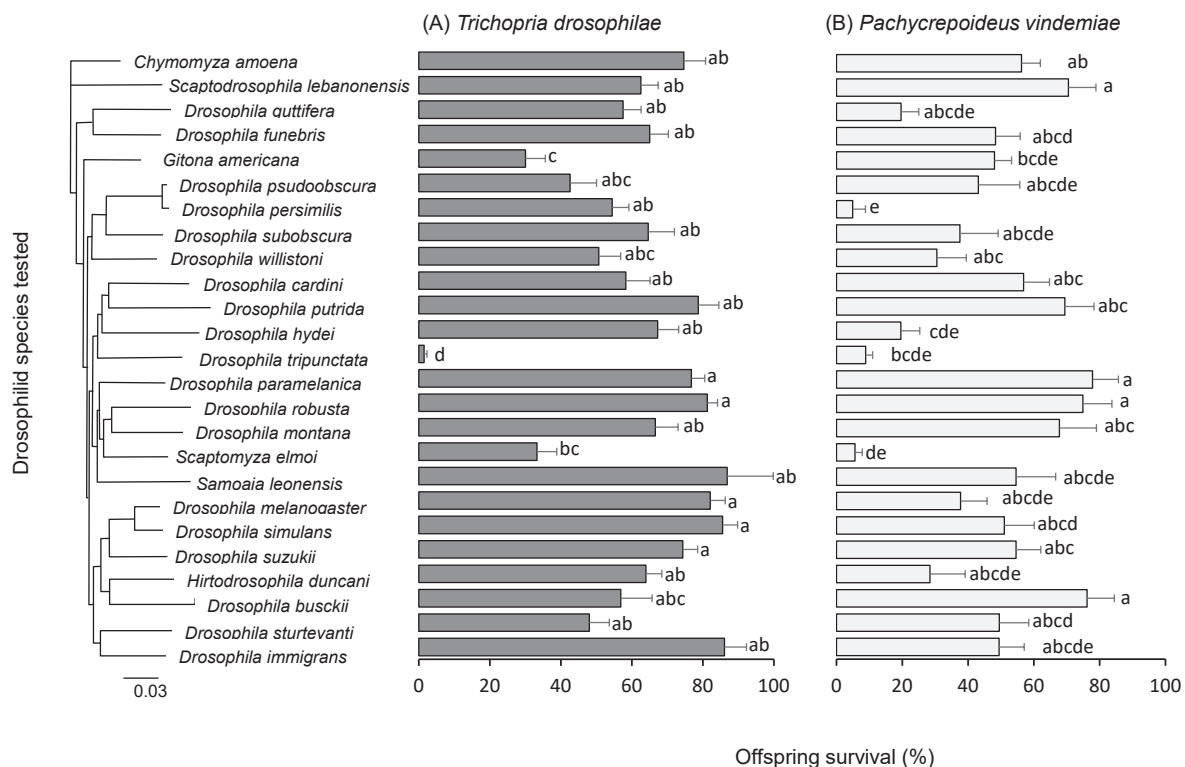 (A) Trichopria drosophilae
(B) Pachycrepoideus vindemiae
Drosophilid species tested
Chymomyza amoena ab ab
Scaptodrosophila lebanonensis ab a
Drosophila guttifera ab abcde
Drosophila funebris ab abcd
Gitona americana c bcde
Drosophila psudoobscura abc abcde
Drosophila persimilis ab e
Drosophila subobscura ab abcde
Drosophila willistoni abc abc
Drosophila cardini ab abc
Drosophila putrida ab abc
Drosophila hydei ab cde
Drosophila tripunctata d bcde
Drosophila paramelanica a a
Drosophila robusta a a
Drosophila montana ab abc
Scaptomyza elmoi bc de
Samoaia leonensis ab abcde
Drosophila melanogaster a abcde
Drosophila simulans a abcd
Drosophila suzukii a abc
Hirtodrosophila duncani ab abcde
Drosophila busckii abc a
Drosophila sturtevanti ab abcd
Drosophila immigrans ab abcde
0.03
0 20 40 60 80 100
0 20 40 60 80 100
Offspring survival (%)